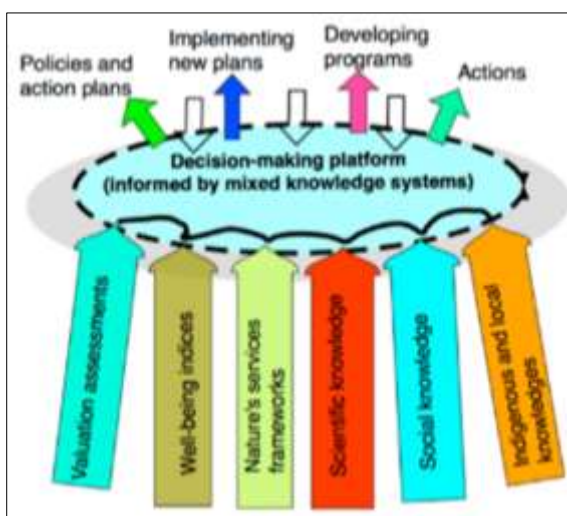 Policies and
action plans
Implementing
new plans
Developing
programs
Actions
Decision-making platform
(informed by mixed knowledge systems)
Valuation assessments
Well-being indices
Nature's services
frameworks
Scientific knowledge
Social knowledge
Indigenous and local
knowledges